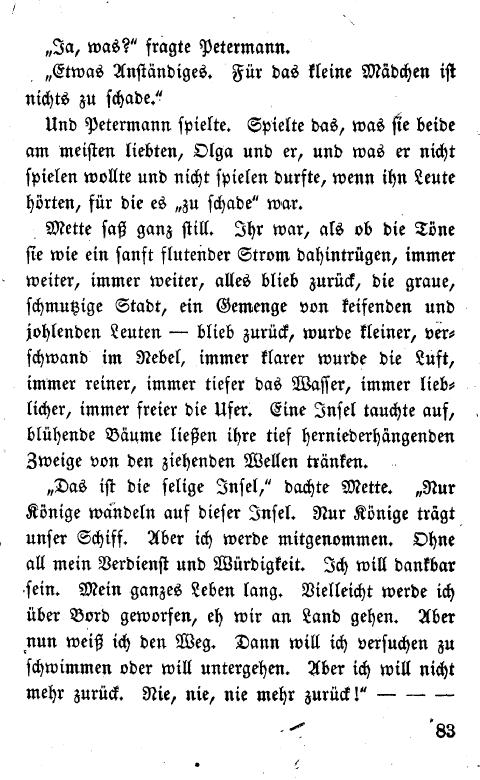 „Ja, was?“ fragte Petermann.
„Etwas Anständiges. Für das kleine Mädchen ist
nichts zu schade.“
Und Petermann spielte. Spielte das, was sie beide
am meisten liebten, Olga und er, und was er nicht
spielen wollte und nicht spielen durfte, wenn ihn Leute
hörten, für die es „zu schade“ war.
Mette saß ganz still. Ihr war, als ob die Töne
sie wie ein sanft flutender Strom dahintrügen, immer
weiter, immer weiter, alles blieb zurück, die graue,
schmutzige Stadt, ein Gemenge von keifenden und
johlenden Leuten — blieb zurück, wurde kleiner, ver-
schwand im Nebel, immer klarer wurde die Luft,
immer reiner, immer tiefer das Wasser, immer lieb-
licher, immer freier die Ufer. Eine Insel tauchte auf,
blühende Bäume ließen ihre tief herniederhängenden
Zweige von den ziehenden Wellen tränken.
„Das ist die selige Insel,“ dachte Mette. „Nur
Könige wandeln auf dieser Insel. Nur Könige trägt
unser Schiff. Aber ich werde mitgenommen. Ohne
all mein Verdienst und Würdigkeit. Ich will dankbar
sein. Mein ganzes Leben lang. Vielleicht werde ich
über Bord geworfen, eh wir an Land gehen. Aber
nun weiß ich den Weg. Dann will ich versuchen zu
schwimmen oder will untergehen. Aber ich will nicht
mehr zurück. Nie, nie, nie mehr zurück!“ — — —
83